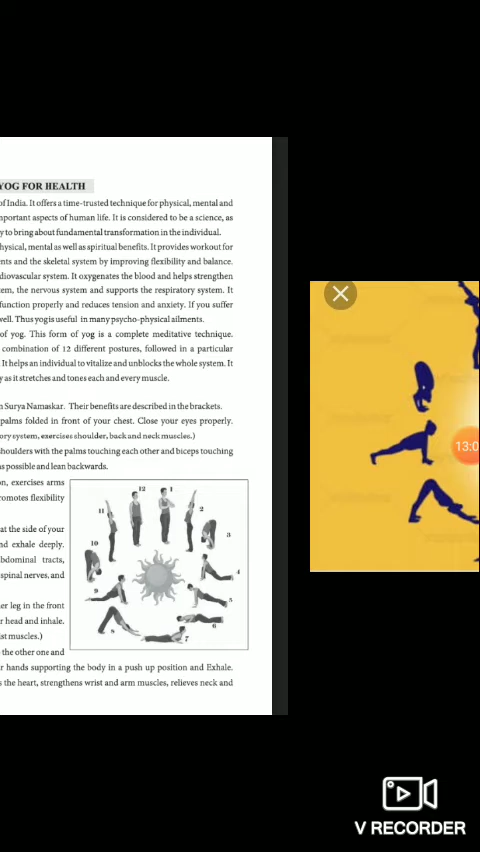 YOG FOR HEALTH
of India. It offers a time-trusted technique for physical, mental and
mportant aspects of human life. It is considered to be a science, as
y to bring about fundamental transformation in the individual.
hysical, mental as well as spiritual benefits. It provides workout for
nts and the skeletal system by improving flexibility and balance.
diovascular system. It oxygenates the blood and helps strengthen
tem, the nervous system and supports the respiratory system. It
function properly and reduces tension and anxiety. If you suffer
well. Thus yog is useful in many psycho-physical ailments.
of yog. This form of yog is a complete meditative technique.
combination of 12 different postures, followed in a particular
It helps an individual to vitalize and unblocks the whole system. It
y as it stretches and tones each and every muscle.
n Surya Namaskar. Their benefits are described in the brackets.
palms folded in front of your chest. Close your eyes properly.
ory system, exercises shoulder, back and neck muscles.)
shoulders with the palms touching each other and biceps touching
as possible and lean backwards.
on, exercises arms
romotes flexibility
at the side of your
nd exhale deeply.
bdominal tracts,
spinal nerves, and
er leg in the front
r head and inhale.
ist muscles.)
the other one and
r hands supporting the body in a push up position and Exhale.
s the heart, strengthens wrist and arm muscles, relieves neck and
12 1
11 2
3
10
4
9
5
6
8 7
13:0
V RECORDER